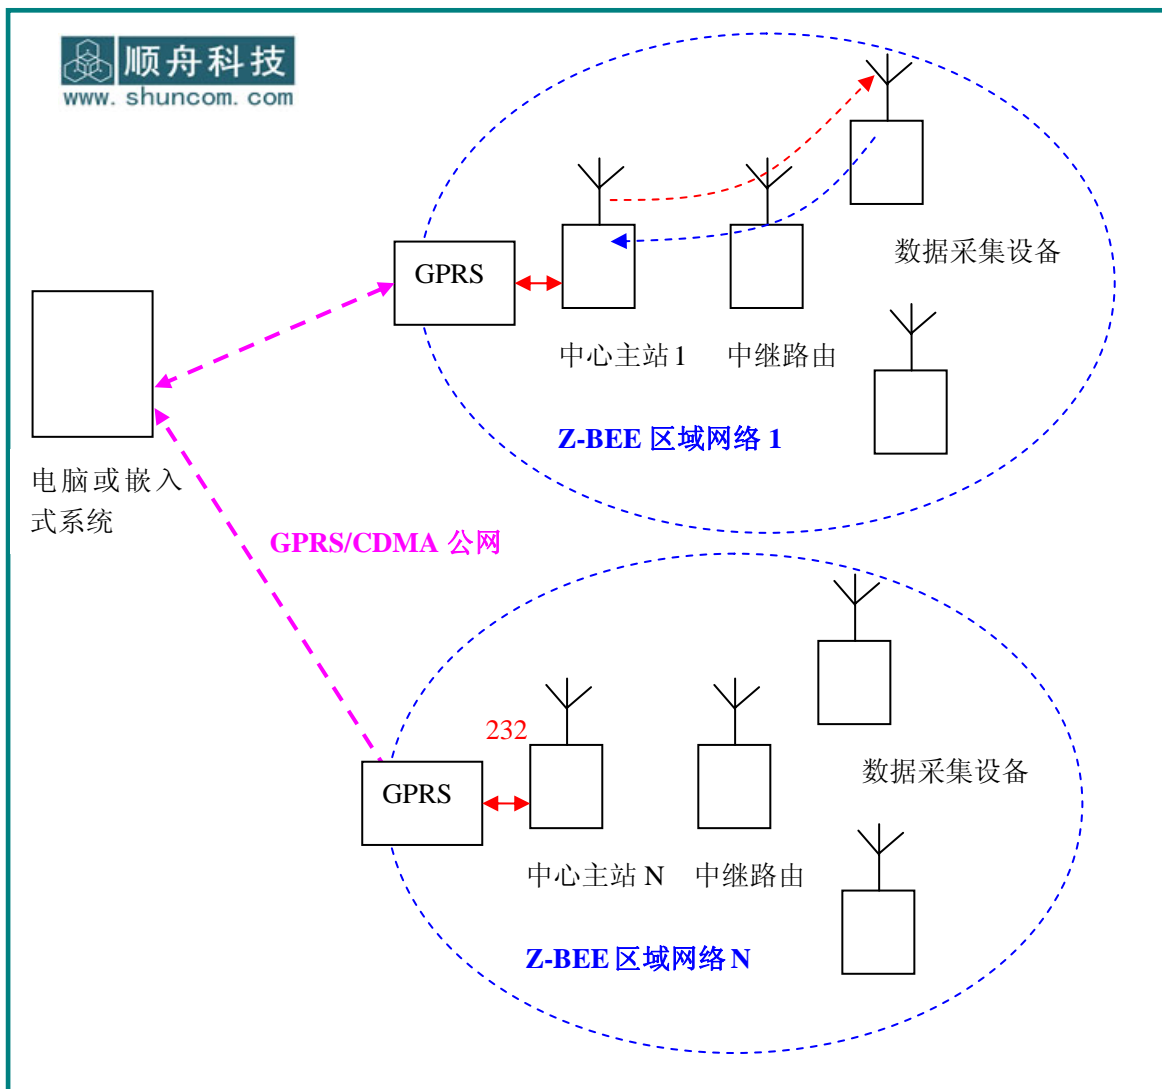 顺舟科技
www. shuncom. com
GPRS
数据采集设备
中心主站 1
中继路由
Z-BEE 区域网络 1
电脑或嵌入
式系统
GPRS/CDMA 公网
232
GPRS
数据采集设备
中心主站 N
中继路由
Z-BEE 区域网络 N